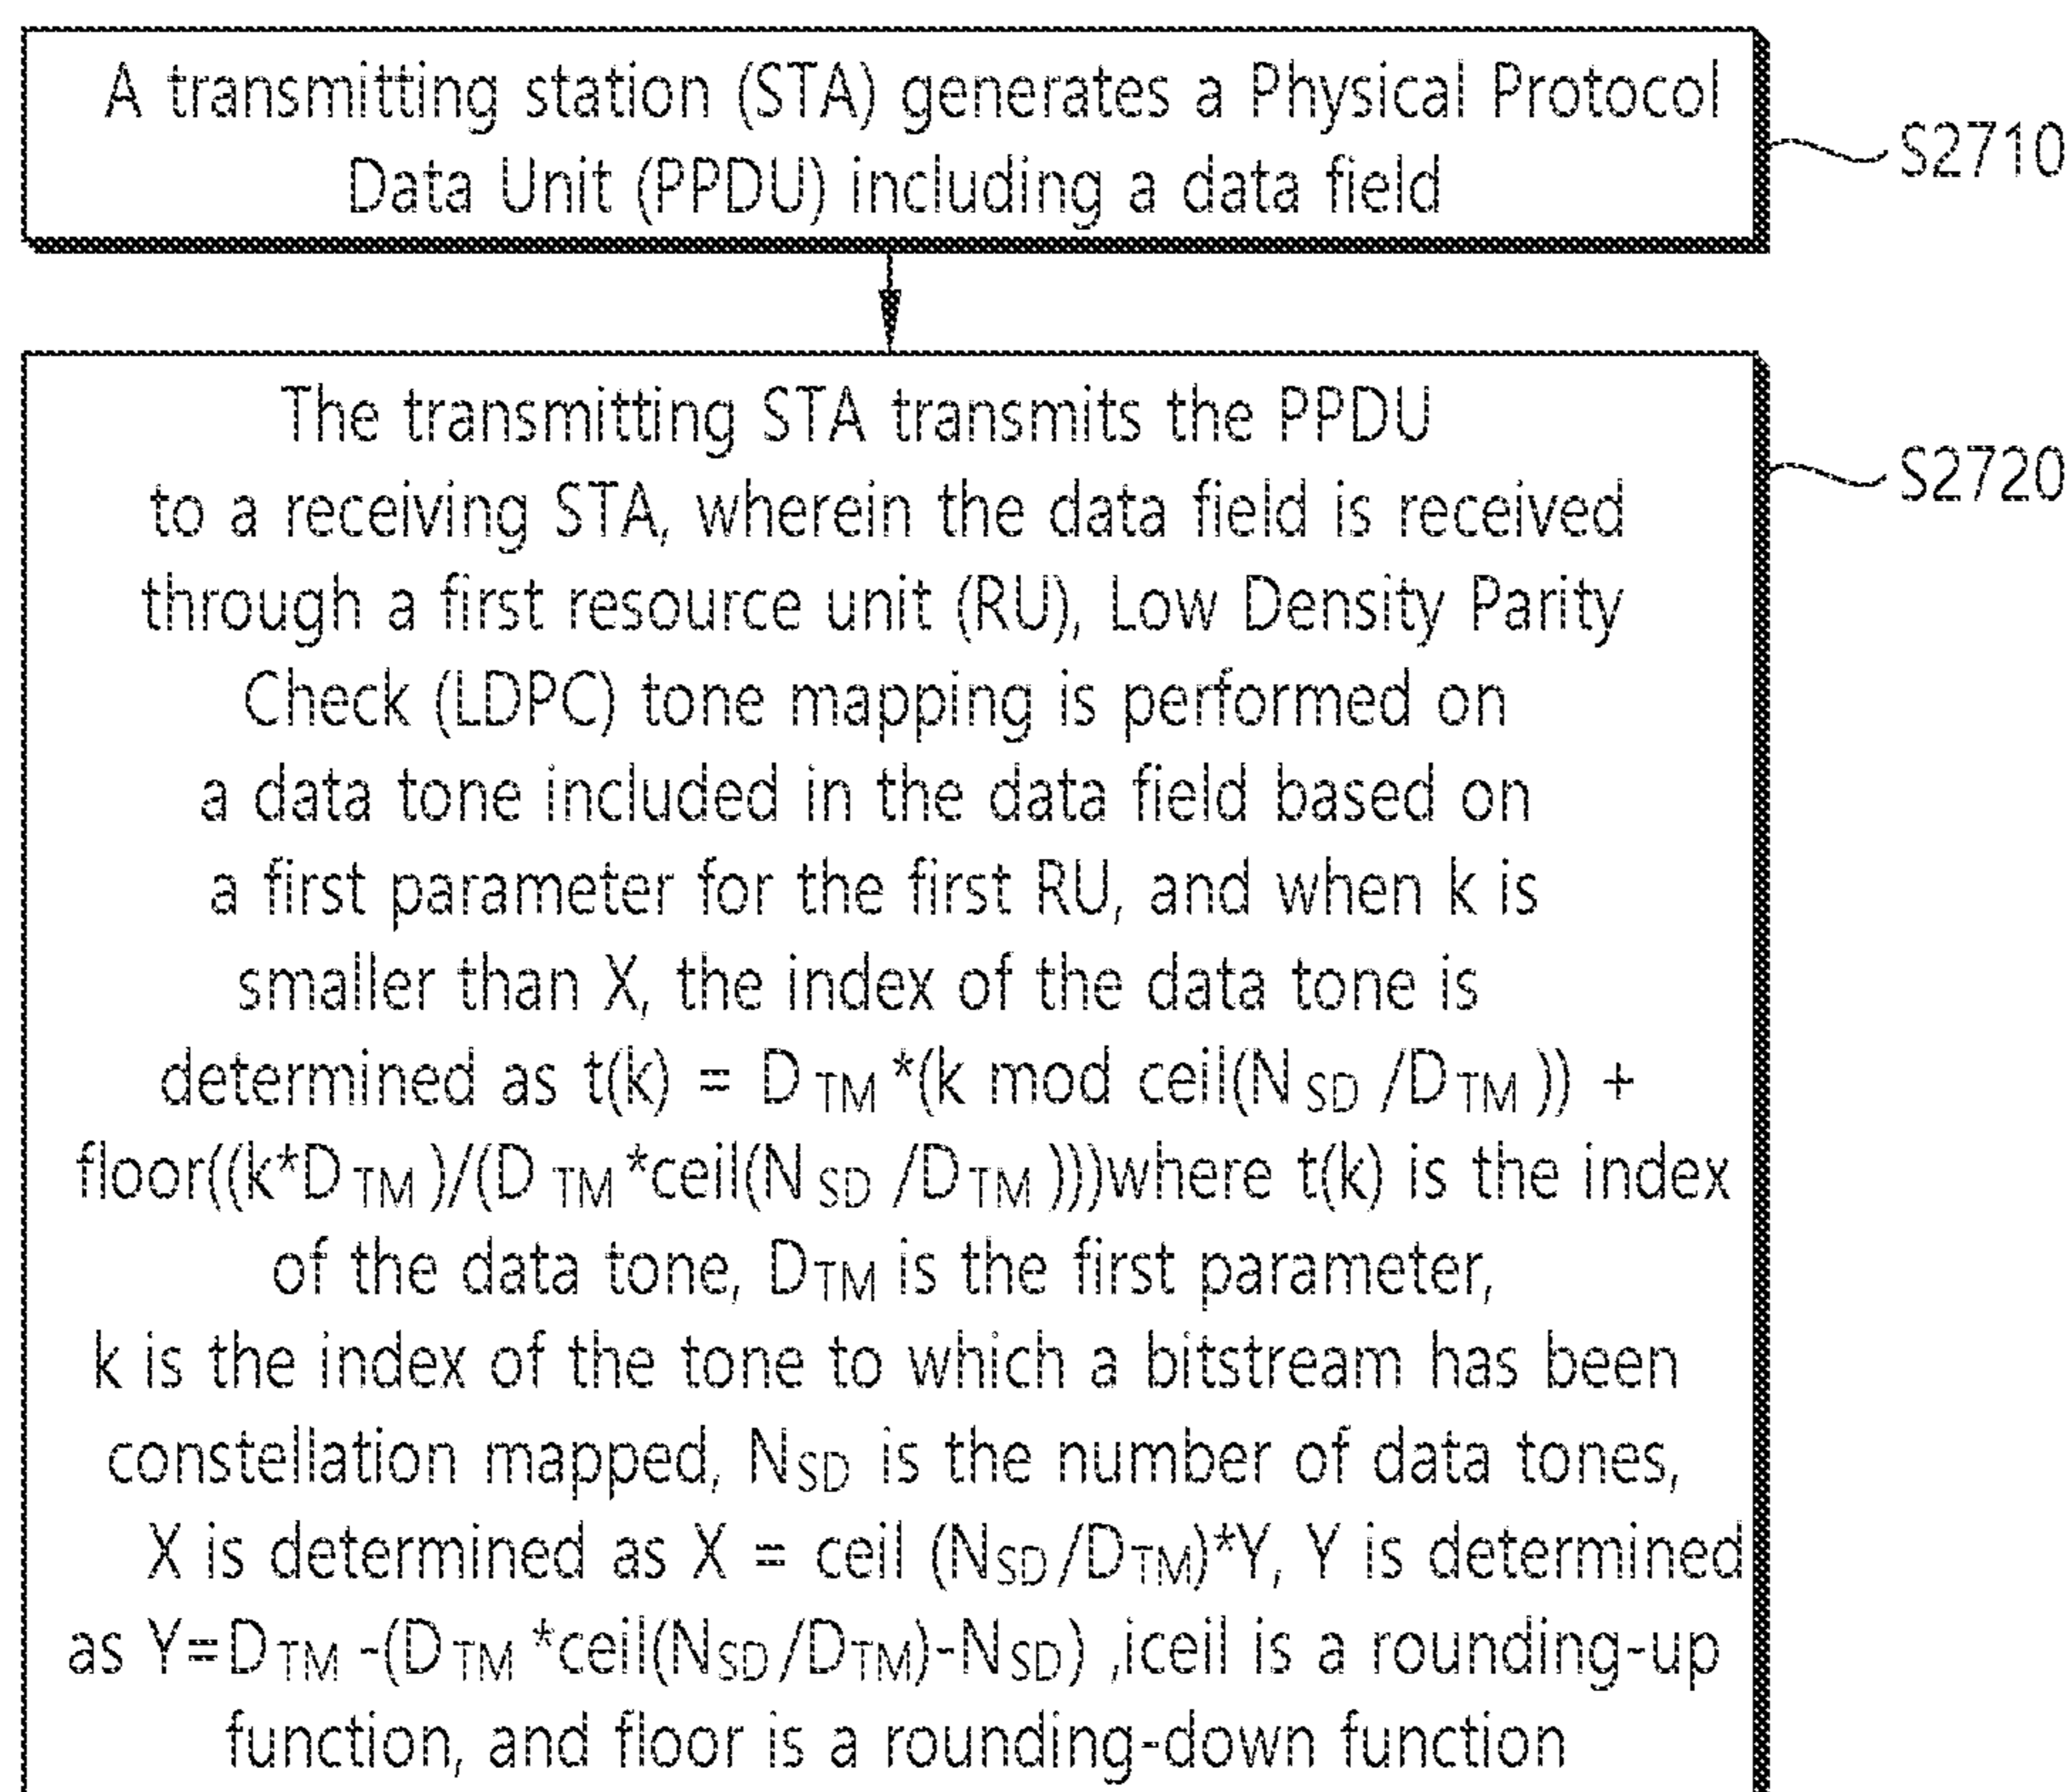 A transmitting station (STA) generates a Physical Protocol
Data Unit (PPDU) including a data field
S2710
The transmitting STA transmits the PPDU
to a receiving STA, wherein the data field is received
through a first resource unit (RU), Low Density Parity
Check (LDPC) tone mapping is performed on
a data tone included in the data field based on
a first parameter for the first RU, and when k is
smaller than X, the index of the data tone is
determined as t(k) = D TM *(k mod ceil(N SD /D TM )) +
floor((k*D TM )/(D TM *ceil(N SD /D TM )))where t(k) is the index
of the data tone, DTM is the first parameter,
k is the index of the tone to which a bitstream has been
constellation mapped, NSD is the number of data tones,
X is determined as X = ceil (NSD/DTM)*Y, Y is determined
as Y=DTM -(DTM *ceil(NSD/DTM)-NSD) ,iceil is a rounding-up
function, and floor is a rounding-down function
S2720